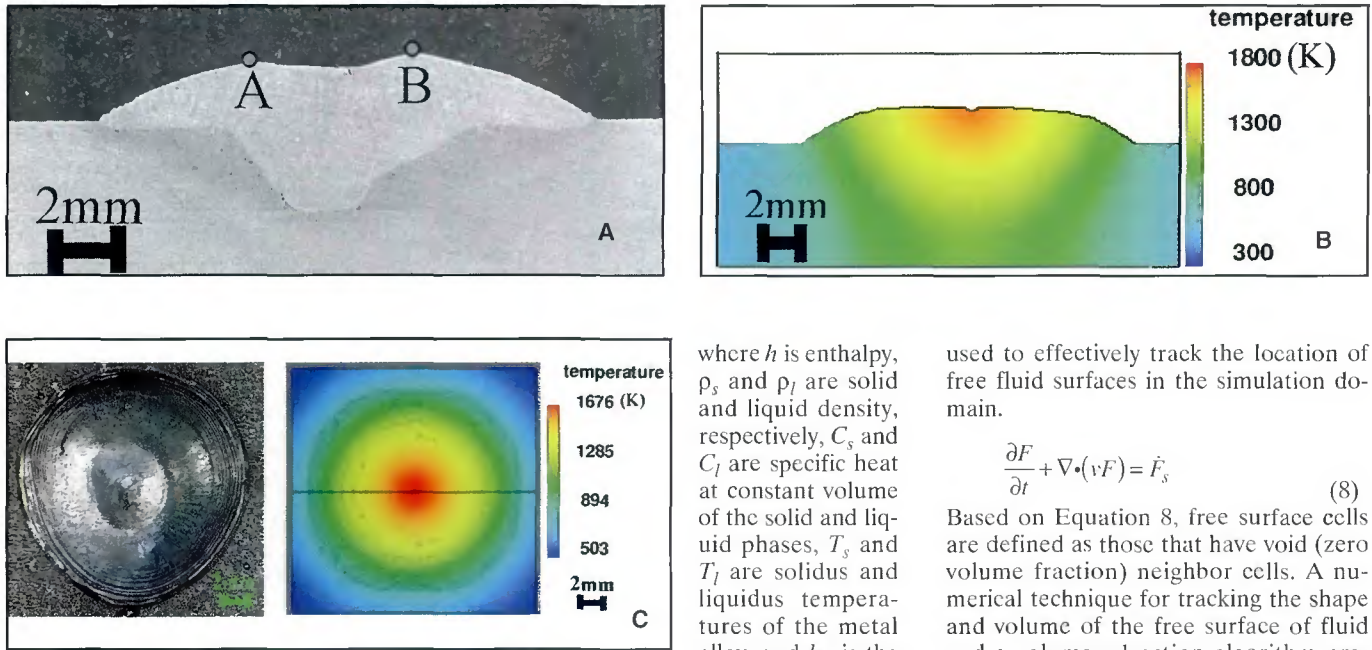 A
B
2mm
A
temperature
1800 (K)
1300
800
300
2mm
B
temperature
1676 (K)
1285
894
503
2mm
C
where h is enthalpy,
ρs and ρl are solid
and liquid density,
respectively, Cs and
Cl are specific heat
at constant volume
of the solid and liq-
uid phases, Ts and
Tl are solidus and
liquidus tempera-
tures of the metal
used to effectively track the location of
free fluid surfaces in the simulation do-
main.
∂F/∂t + ∇•(vF) = Ḟs
(8)
Based on Equation 8, free surface cells
are defined as those that have void (zero
volume fraction) neighbor cells. A nu-
merical technique for tracking the shape
and volume of the free surface of fluid